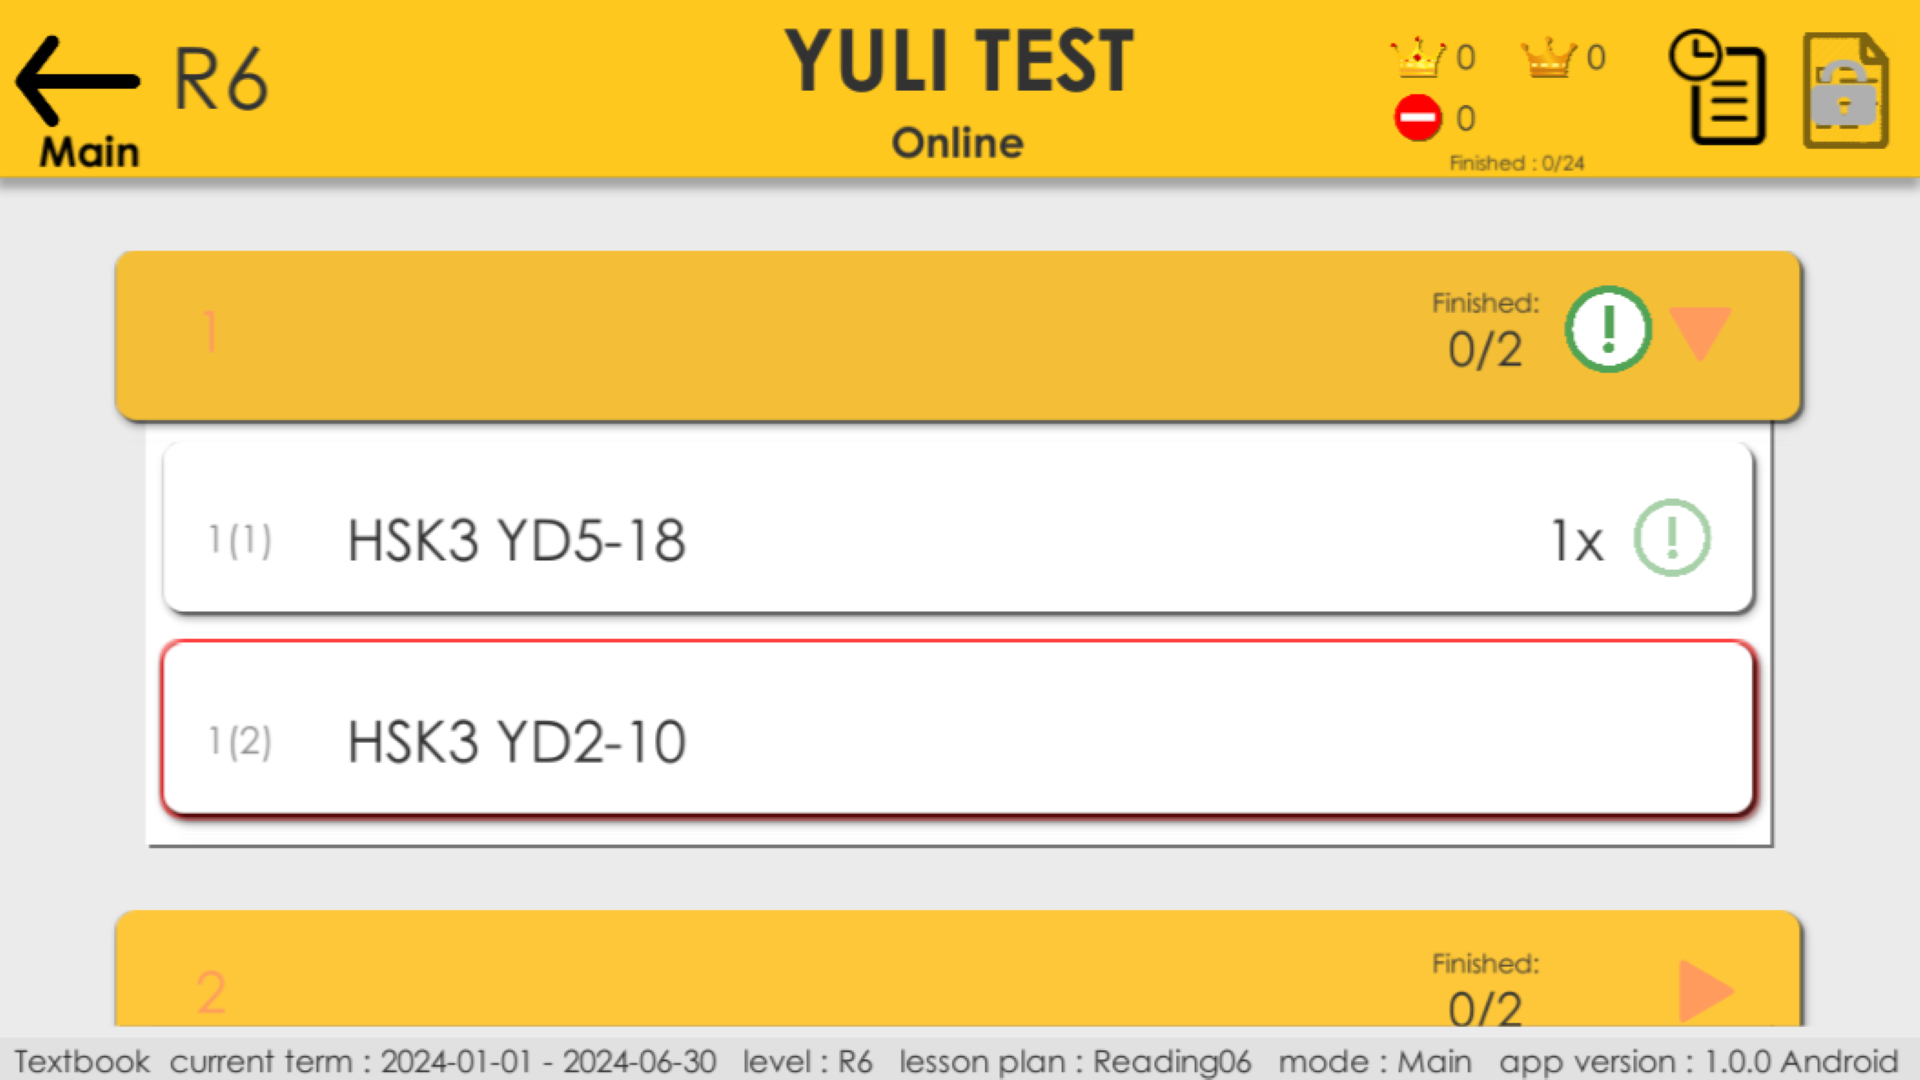 R6
Main
YULI TEST
Online
0 0
0
Finished : 0/24
1
Finished:
0/2
1(1) HSK3 YD5-18 1x
1(2) HSK3 YD2-10
2
Finished:
0/2
Textbook current term : 2024-01-01 - 2024-06-30 level : R6 lesson plan : Reading06 mode : Main app version : 1.0.0 Android